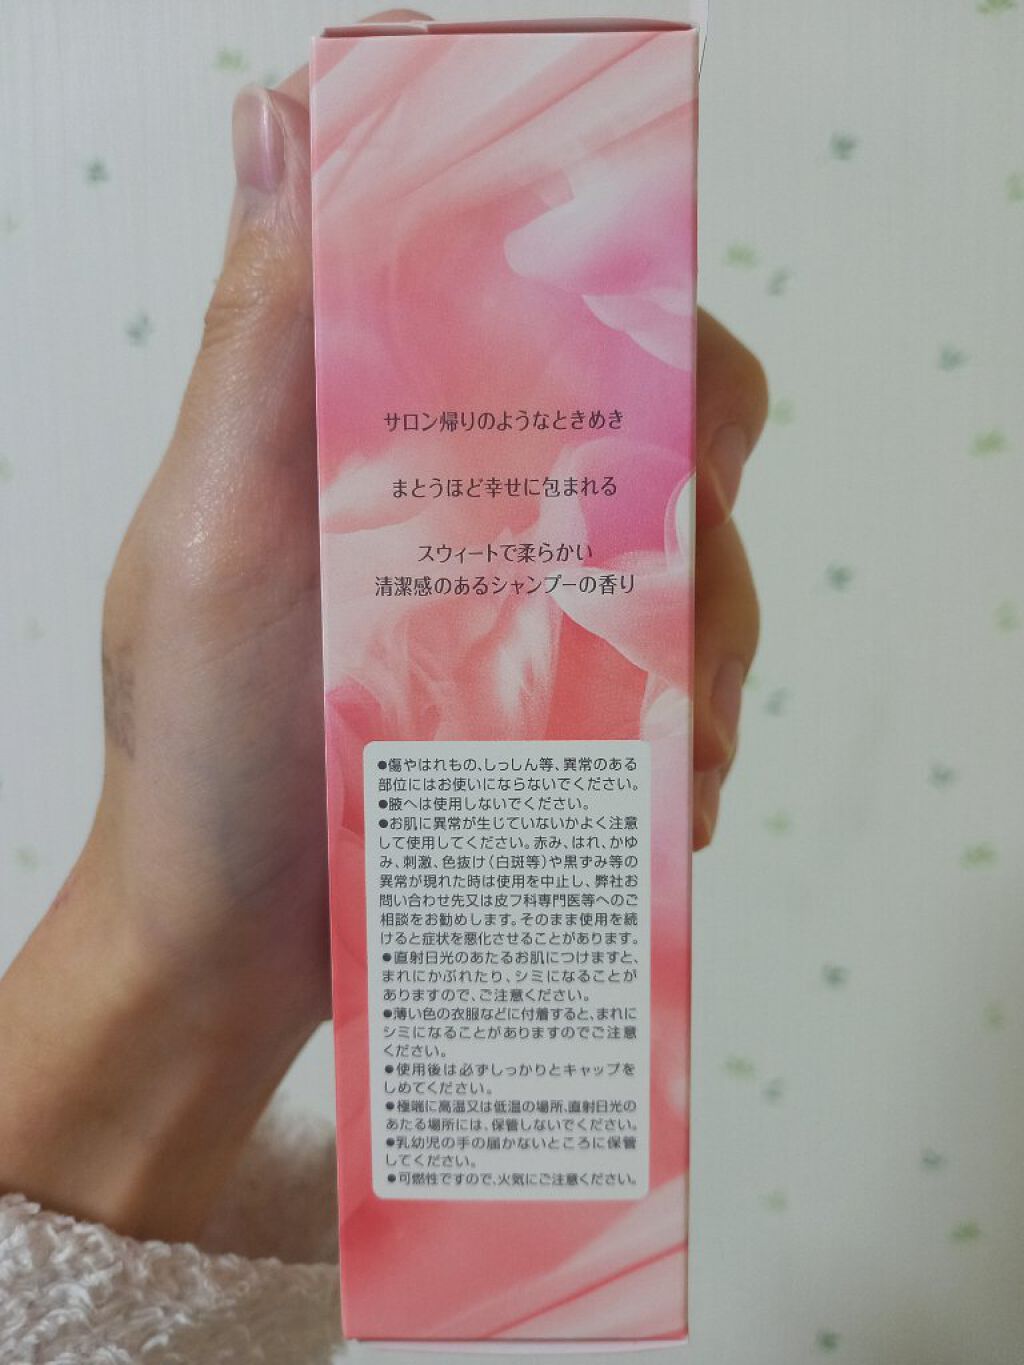 サロン帰りのようなときめき
まとうほど幸せに包まれる
スウィートで柔らかい
清潔感のあるシャンプーの香り
●傷やはれもの、しっしん等、異常のある
部位にはお使いにならないでください。
●腋へは使用しないでください。
●お肌に異常が生じていないかよく注意
して使用してください。赤み、はれ、かゆ
み、刺激、色抜け(白斑等)や黒ずみ等の
異常が現れた時は使用を中止し、弊社お
問い合わせ先又は皮フ科専門医等へのご
相談をお勧めします。そのまま使用を続
けると症状を悪化させることがあります。
●直射日光のあたるお肌につけますと、
まれにかぶれたり、シミになることが
ありますので、ご注意ください。
●薄い色の衣服などに付着すると、まれに
シミになることがありますのでご注意
ください。
●使用後は必ずしっかりとキャップを
しめてください。
●極端に高温又は低温の場所、直射日光の
あたる場所には、保管しないでください。
●乳幼児の手の届かないところに保管
してください。
●可燃性ですので、火気にご注意ください。